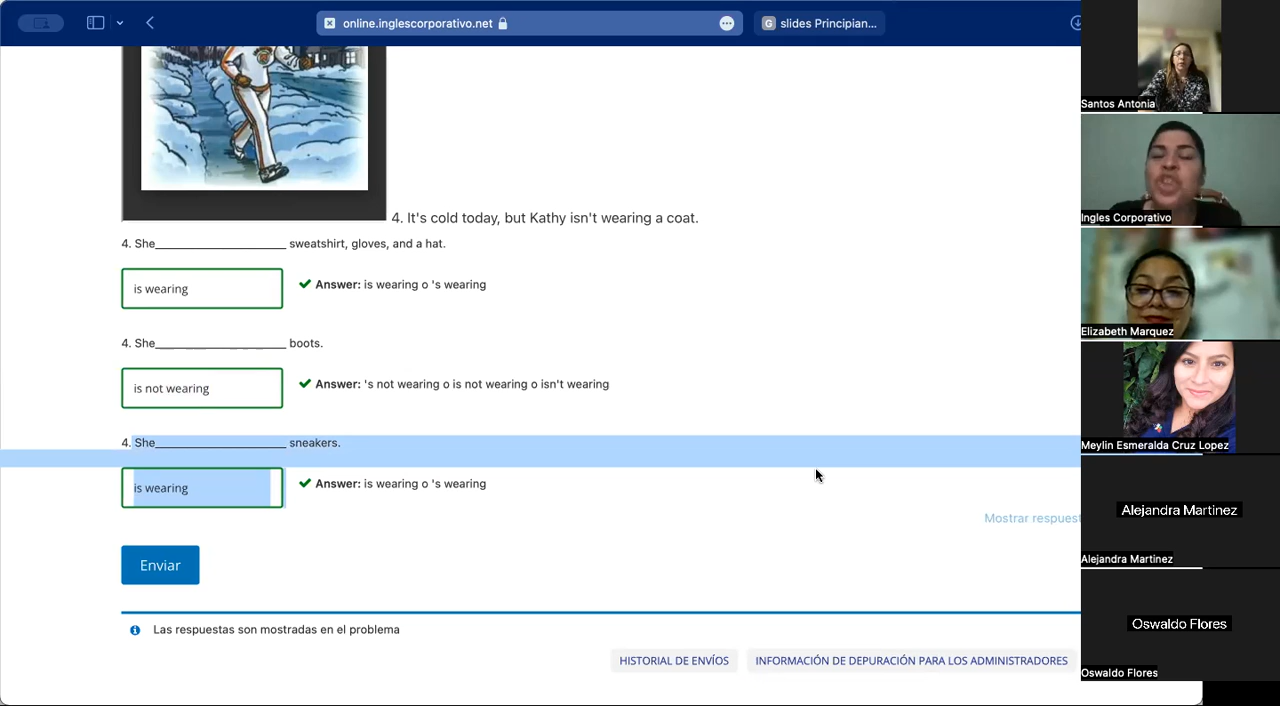 online.inglescorporativo.net
G slides Principian...
4. It's cold today, but Kathy isn't wearing a coat.
4. She____________________ sweatshirt, gloves, and a hat.
is wearing
Answer: is wearing o 's wearing
4. She____________________ boots.
is not wearing
Answer: 's not wearing o is not wearing o isn't wearing
4. She____________________ sneakers.
is wearing
Answer: is wearing o 's wearing
Mostrar respuest
Enviar
Las respuestas son mostradas en el problema
HISTORIAL DE ENVÍOS
INFORMACIÓN DE DEPURACIÓN PARA LOS ADMINISTRADORES
Santos Antonia
Ingles Corporativo
Elizabeth Marquez
Meylin Esmeralda Cruz Lopez
Alejandra Martinez
Alejandra Martinez
Oswaldo Flores
Oswaldo Flores